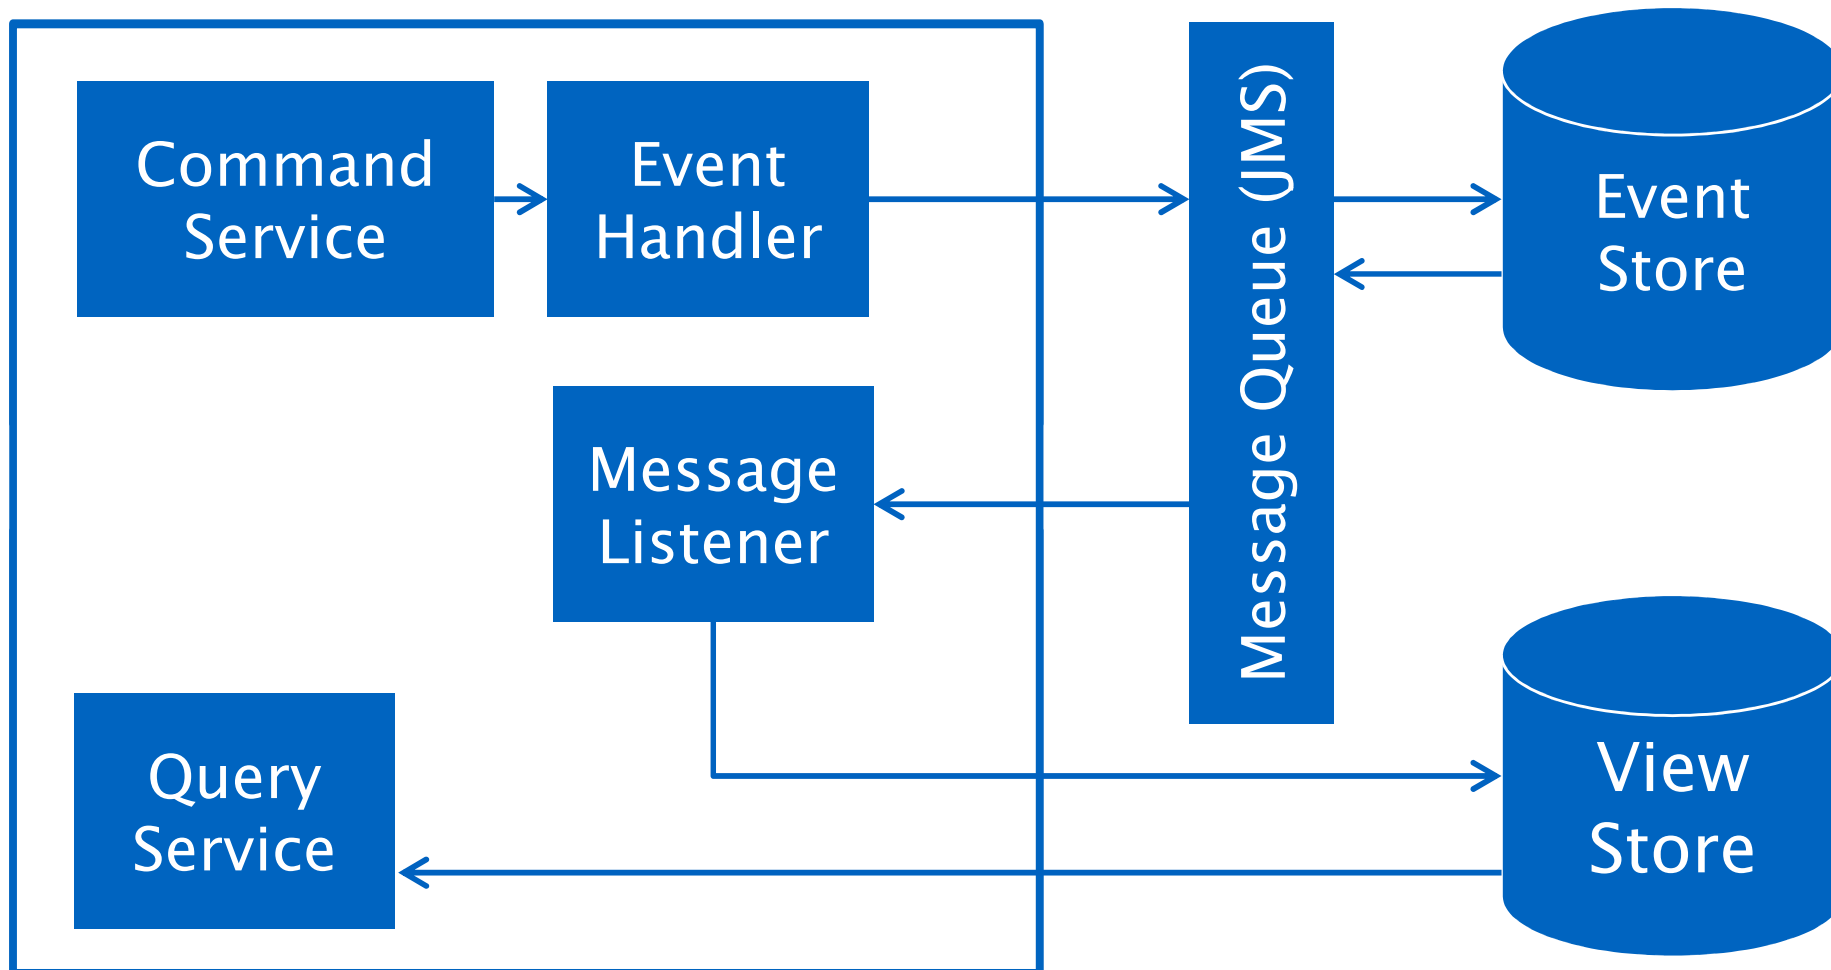 Command
Service
Event
Handler
Message Queue (JMS)
Event
Store
Message
Listener
Query
Service
View
Store